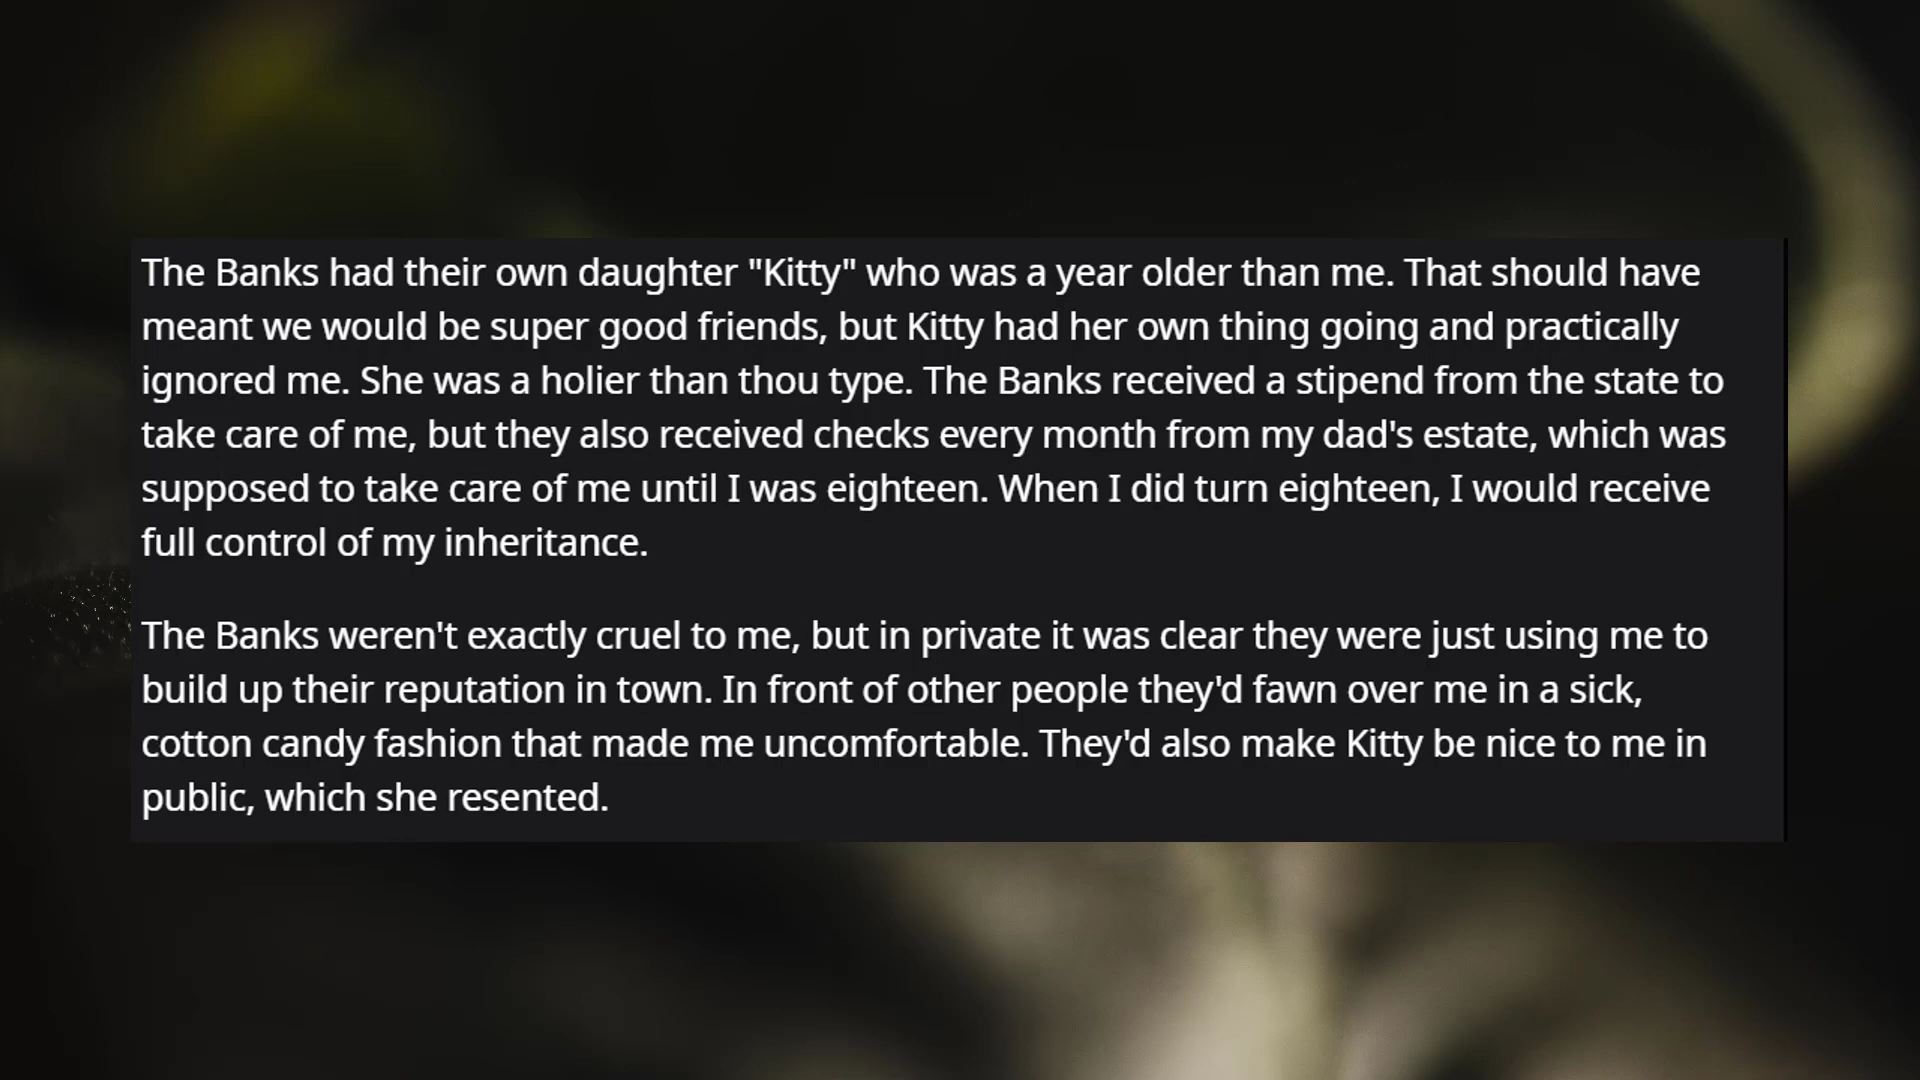 The Banks had their own daughter "Kitty" who was a year older than me. That should have
meant we would be super good friends, but Kitty had her own thing going and practically
ignored me. She was a holier than thou type. The Banks received a stipend from the state to
take care of me, but they also received checks every month from my dad's estate, which was
supposed to take care of me until I was eighteen. When I did turn eighteen, I would receive
full control of my inheritance.
The Banks weren't exactly cruel to me, but in private it was clear they were just using me to
build up their reputation in town. In front of other people they'd fawn over me in a sick,
cotton candy fashion that made me uncomfortable. They'd also make Kitty be nice to me in
public, which she resented.